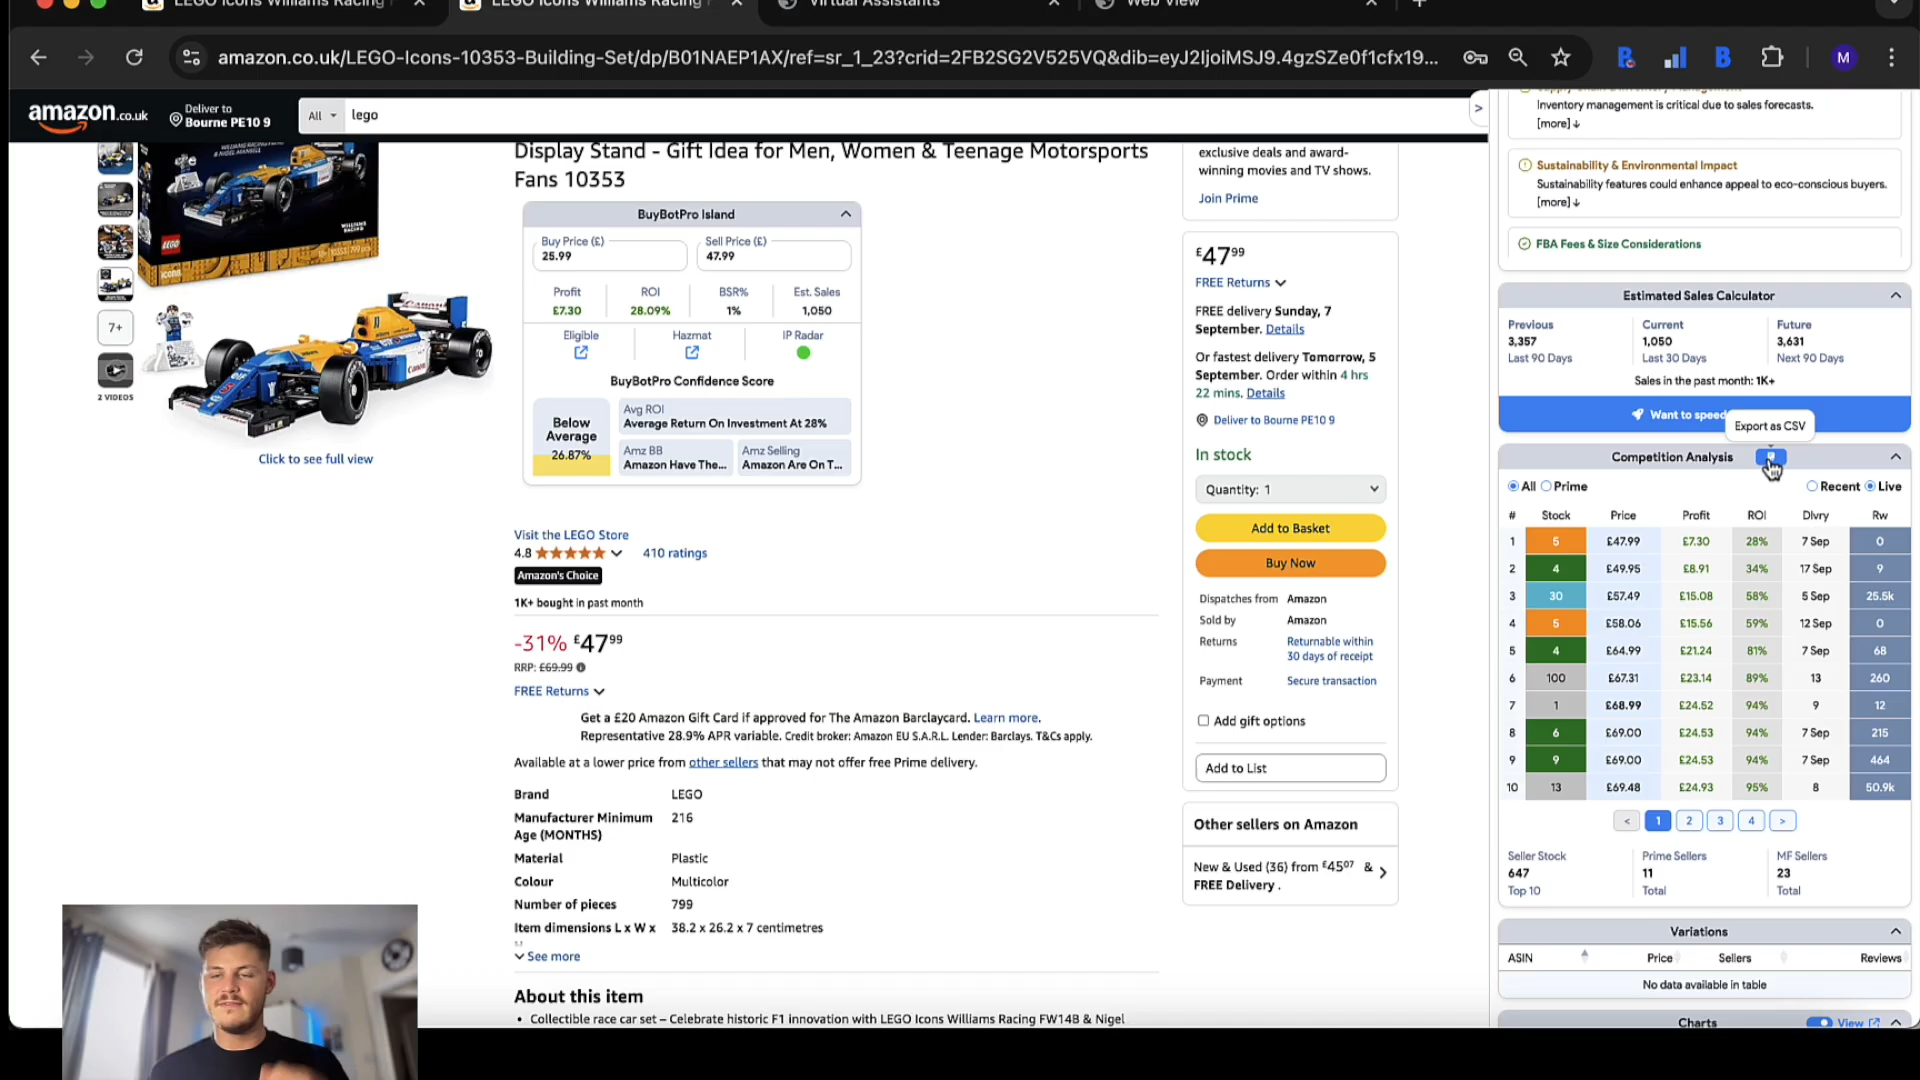 LEGO Icons Williams Racing
LEGO Icons Williams Racing
Virtual Assistants
Web View
amazon.co.uk/LEGO-Icons-10353-Building-Set/dp/B01NAEP1AX/ref=sr_1_23?crid=2FB2SG2V525VQ&dib=eyJ2IjoiMSJ9.4gzSZe0f1cfx19...
M
amazon.co.uk
Deliver to
Bourne PE10 9
All
lego
>
Display Stand - Gift Idea for Men, Women & Teenage Motorsports
Fans 10353
7+
2 VIDEOS
Click to see full view
BuyBotPro Island
Buy Price (£)
25.99
Sell Price (£)
47.99
Profit
£7.30
ROI
28.09%
BSR%
1%
Est. Sales
1,050
Eligible
Hazmat
IP Radar
BuyBotPro Confidence Score
Below
Average
26.87%
Avg ROI
Average Return On Investment At 28%
Amz BB
Amazon Have The...
Amz Selling
Amazon Are On T...
Visit the LEGO Store
4.8
410 ratings
Amazon's Choice
1K+ bought in past month
-31% £47⁹⁹
RRP: £69.99
FREE Returns
Get a £20 Amazon Gift Card if approved for The Amazon Barclaycard. Learn more.
Representative 28.9% APR variable. Credit broker: Amazon EU S.A.R.L. Lender: Barclays. T&Cs apply.
Available at a lower price from other sellers that may not offer free Prime delivery.
Brand LEGO
Manufacturer Minimum 216
Age (MONTHS)
Material Plastic
Colour Multicolor
Number of pieces 799
Item dimensions L x W x 38.2 x 26.2 x 7 centimetres
See more
About this item
• Collectible race car set – Celebrate historic F1 innovation with LEGO Icons Williams Racing FW14B & Nigel
exclusive deals and award-
winning movies and TV shows.
Join Prime
£47⁹⁹
FREE Returns
FREE delivery Sunday, 7
September. Details
Or fastest delivery Tomorrow, 5
September. Order within 4 hrs
22 mins. Details
Deliver to Bourne PE10 9
In stock
Quantity: 1
Add to Basket
Buy Now
Dispatches from Amazon
Sold by Amazon
Returns Returnable within
30 days of receipt
Payment Secure transaction
Add gift options
Add to List
Other sellers on Amazon
New & Used (36) from £45⁰⁷ &
FREE Delivery .
Inventory management is critical due to sales forecasts.
[more] ↓
Sustainability & Environmental Impact
Sustainability features could enhance appeal to eco-conscious buyers.
[more] ↓
FBA Fees & Size Considerations
Estimated Sales Calculator
Previous
3,357
Last 90 Days
Current
1,050
Last 30 Days
Future
3,631
Next 90 Days
Sales in the past month: 1K+
Want to speed
Export as CSV
Competition Analysis
All Prime
Recent Live
# Stock Price Profit ROI Dlvry Rw
1 5 £47.99 £7.30 28% 7 Sep 0
2 4 £49.95 £8.91 34% 17 Sep 9
3 30 £57.49 £15.08 58% 5 Sep 25.5k
4 5 £58.06 £15.56 59% 12 Sep 0
5 4 £64.99 £21.24 81% 7 Sep 68
6 100 £67.31 £23.14 89% 13 260
7 1 £68.99 £24.52 94% 9 12
8 6 £69.00 £24.53 94% 7 Sep 215
9 9 £69.00 £24.53 94% 7 Sep 464
10 13 £69.48 £24.93 95% 8 50.9k
< 1 2 3 4 >
Seller Stock
647
Top 10
Prime Sellers
11
Total
MF Sellers
23
Total
Variations
ASIN Price Sellers Reviews
No data available in table
Charts
View